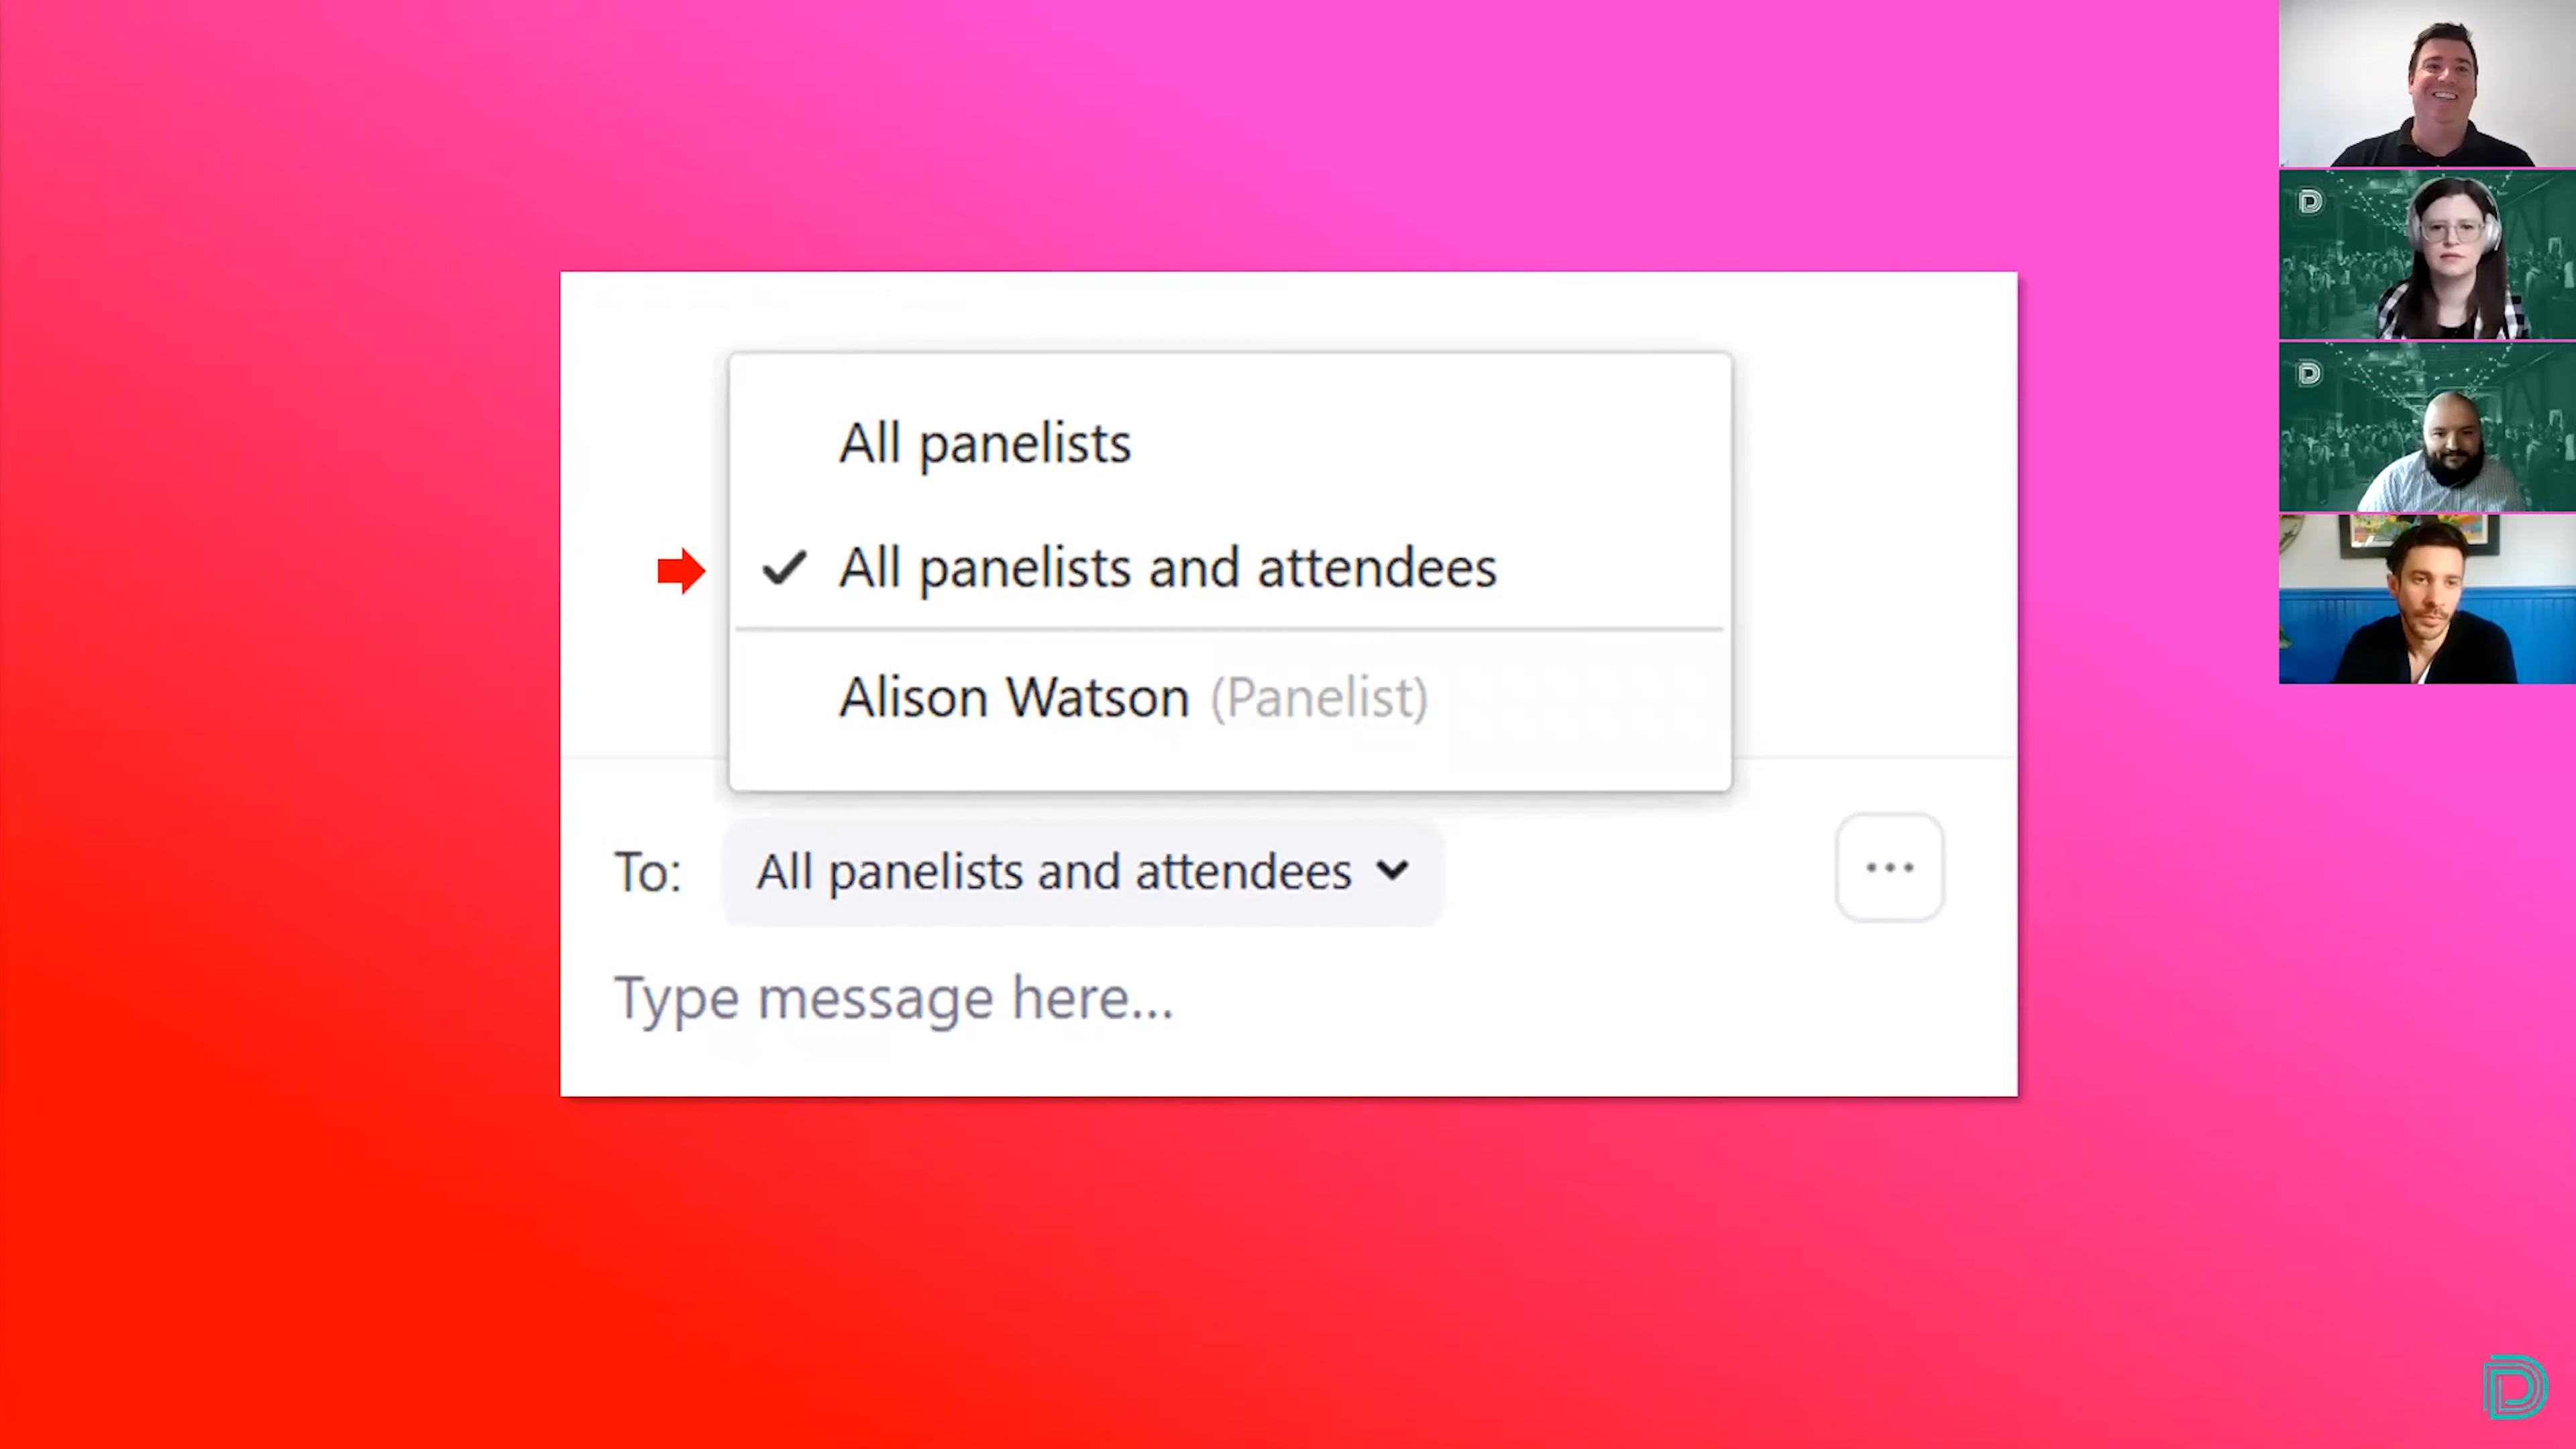 All panelists
All panelists and attendees
Alison Watson (Panelist)
To: All panelists and attendees
Type message here...